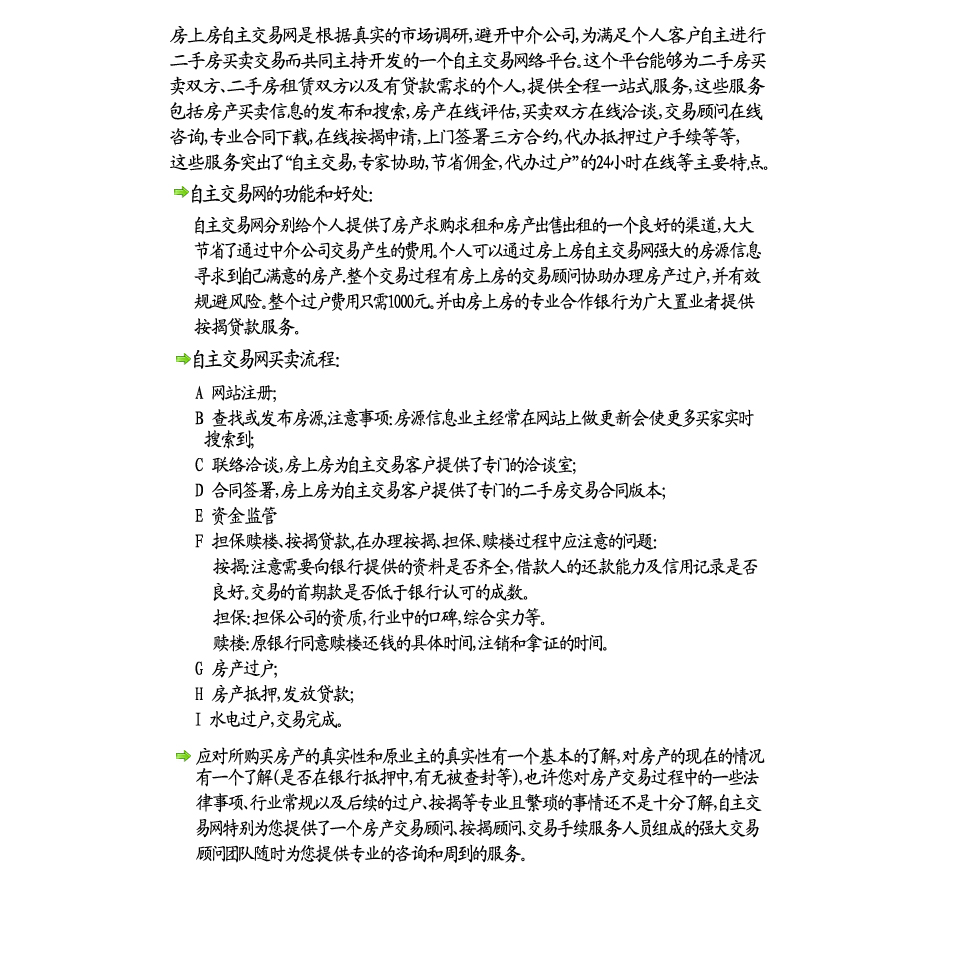 房上房自主交易网是根据真实的市场调研,避开中介公司,为满足个人客户自主进行
二手房买卖交易而共同主持开发的一个自主交易网络平台。这个平台能够为二手房买
卖双方、二手房租赁双方以及有贷款需求的个人,提供全程一站式服务,这些服务
包括房产买卖信息的发布和搜索,房产在线评估,买卖双方在线洽谈,交易顾问在线
咨询,专业合同下载,在线按揭申请,上门签署三方合约,代办抵押过户手续等等,
这些服务突出了“自主交易,专家协助,节省佣金,代办过户”的24小时在线等主要特点。
自主交易网的功能和好处:
自主交易网分别给个人提供了房产求购求租和房产出售出租的一个良好的渠道,大大
节省了通过中介公司交易产生的费用。个人可以通过房上房自主交易网强大的房源信息
寻求到自己满意的房产.整个交易过程有房上房的交易顾问协助办理房产过户,并有效
规避风险。整个过户费用只需1000元。并由房上房的专业合作银行为广大置业者提供
按揭贷款服务。
自主交易网买卖流程:
A 网站注册;
B 查找或发布房源,注意事项:房源信息业主经常在网站上做更新会使更多买家实时
搜索到;
C 联络洽谈,房上房为自主交易客户提供了专门的洽谈室;
D 合同签署,房上房为自主交易客户提供了专门的二手房交易合同版本;
E 资金监管
F 担保赎楼、按揭贷款,在办理按揭、担保、赎楼过程中应注意的问题:
按揭:注意需要向银行提供的资料是否齐全,借款人的还款能力及信用记录是否
良好。交易的首期款是否低于银行认可的成数。
担保:担保公司的资质,行业中的口碑,综合实力等。
赎楼:原银行同意赎楼还钱的具体时间,注销和拿证的时间。
G 房产过户;
H 房产抵押,发放贷款;
I 水电过户,交易完成。
应对所购买房产的真实性和原业主的真实性有一个基本的了解,对房产的现在的情况
有一个了解(是否在银行抵押中,有无被查封等),也许您对房产交易过程中的一些法
律事项、行业常规以及后续的过户、按揭等专业且繁琐的事情还不是十分了解,自主交
易网特别为您提供了一个房产交易顾问、按揭顾问、交易手续服务人员组成的强大交易
顾问团队随时为您提供专业的咨询和周到的服务。